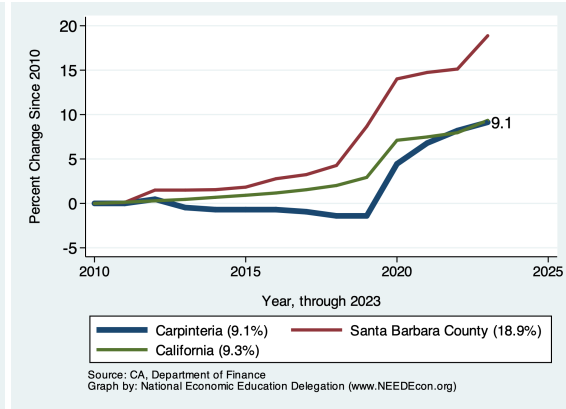 20
15
10
5
0
-5
Percent Change Since 2010
9.1
2010 2015 2020 2025
Year, through 2023
Carpinteria (9.1%) Santa Barbara County (18.9%)
California (9.3%)
Source: CA, Department of Finance
Graph by: National Economic Education Delegation (www.NEEDEcon.org)